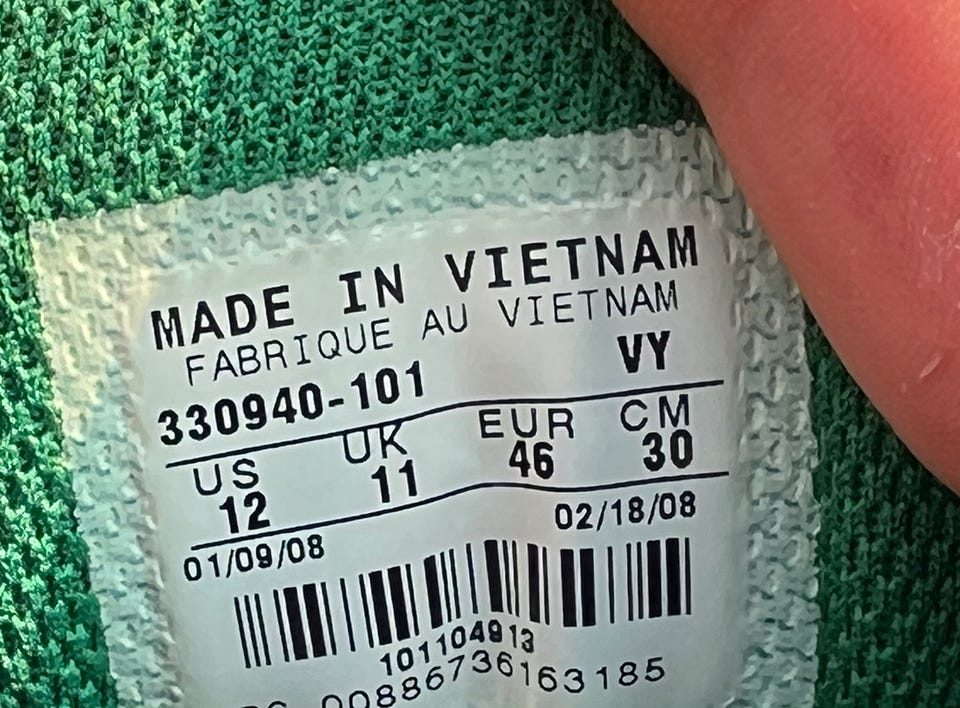 MADE IN VIETNAM
FABRIQUE AU VIETNAM
330940-101 VY
US UK EUR CM
12 11 46 30
01/09/08 02/18/08
101104913
00886736163185